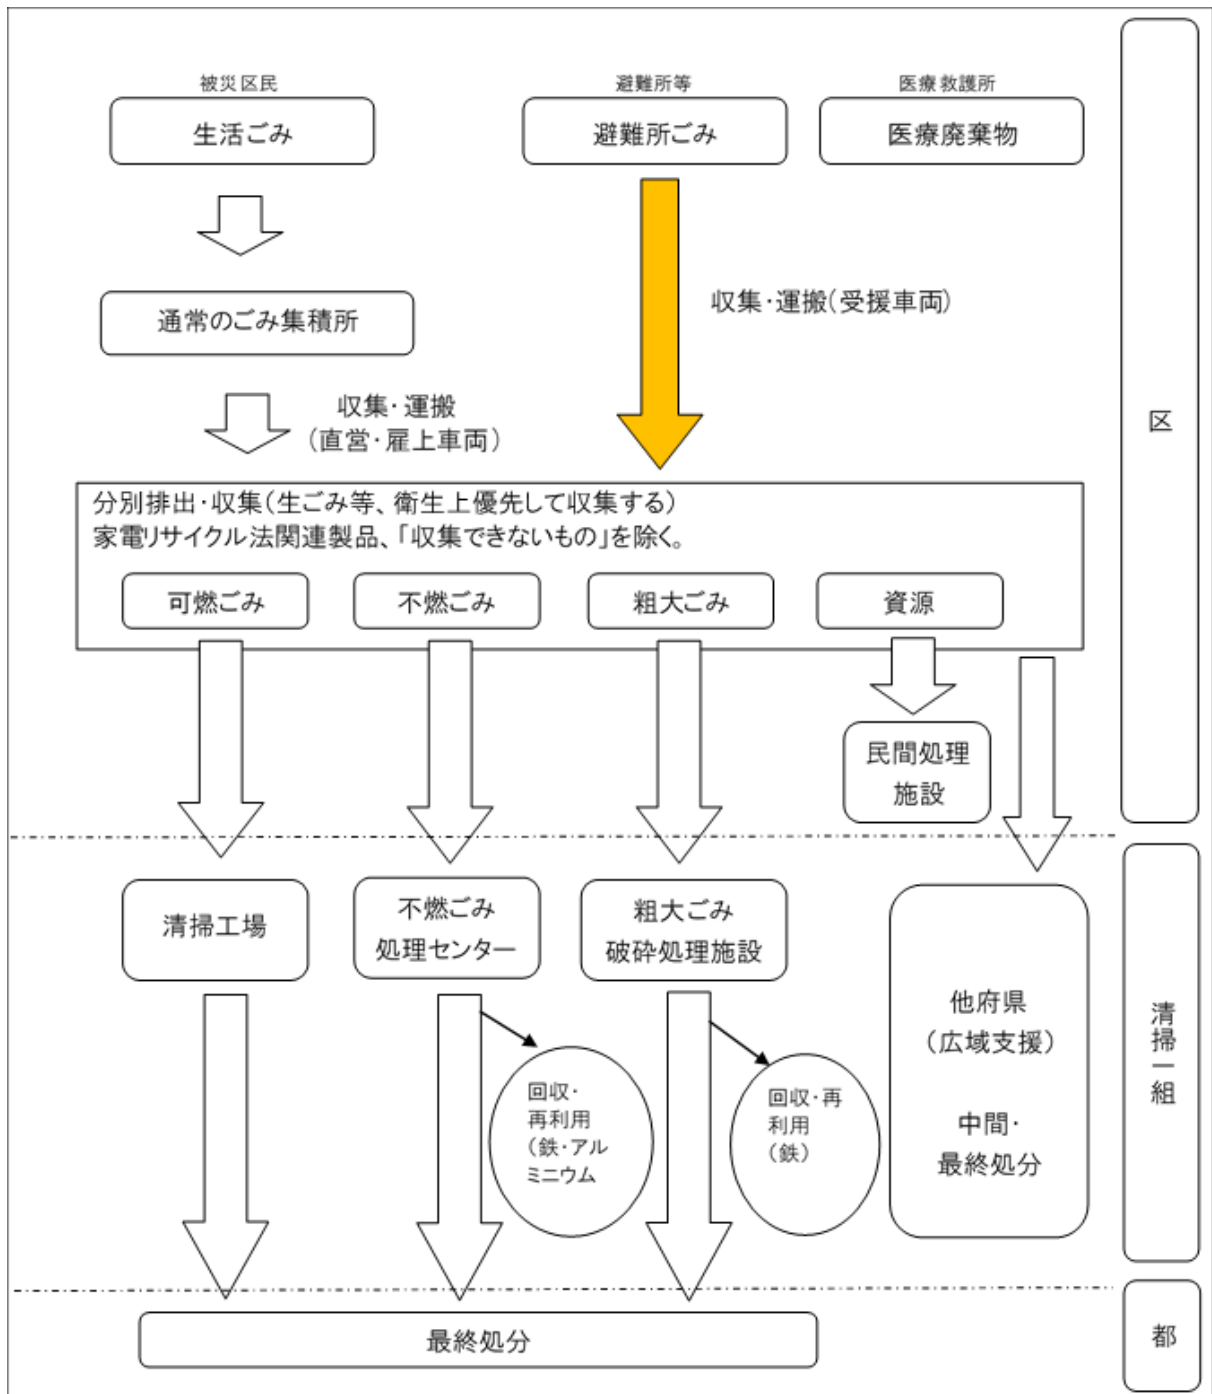 被災区民
生活ごみ
避難所等
避難所ごみ
医療救護所
医療廃棄物
通常のごみ集積所
収集・運搬(受援車両)
収集・運搬
(直営・雇上車両)
区
分別排出・収集(生ごみ等、衛生上優先して収集する)
家電リサイクル法関連製品、「収集できないもの」を除く。
可燃ごみ
不燃ごみ
粗大ごみ
資源
民間処理
施設
清掃工場
不燃ごみ
処理センター
粗大ごみ
破砕処理施設
他府県
(広域支援)
中間・
最終処分
回収・
再利用
(鉄・アル
ミニウム
回収・再
利用
(鉄)
清掃一組
最終処分
都